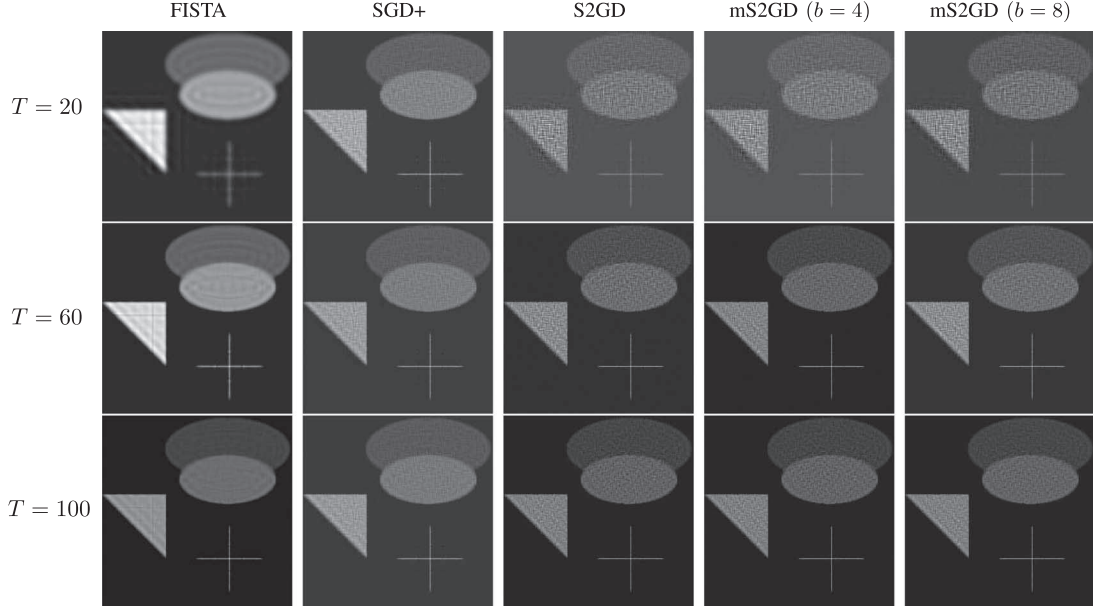 FISTA SGD+ S2GD mS2GD (b = 4) mS2GD (b = 8)
T = 20
T = 60
T = 100